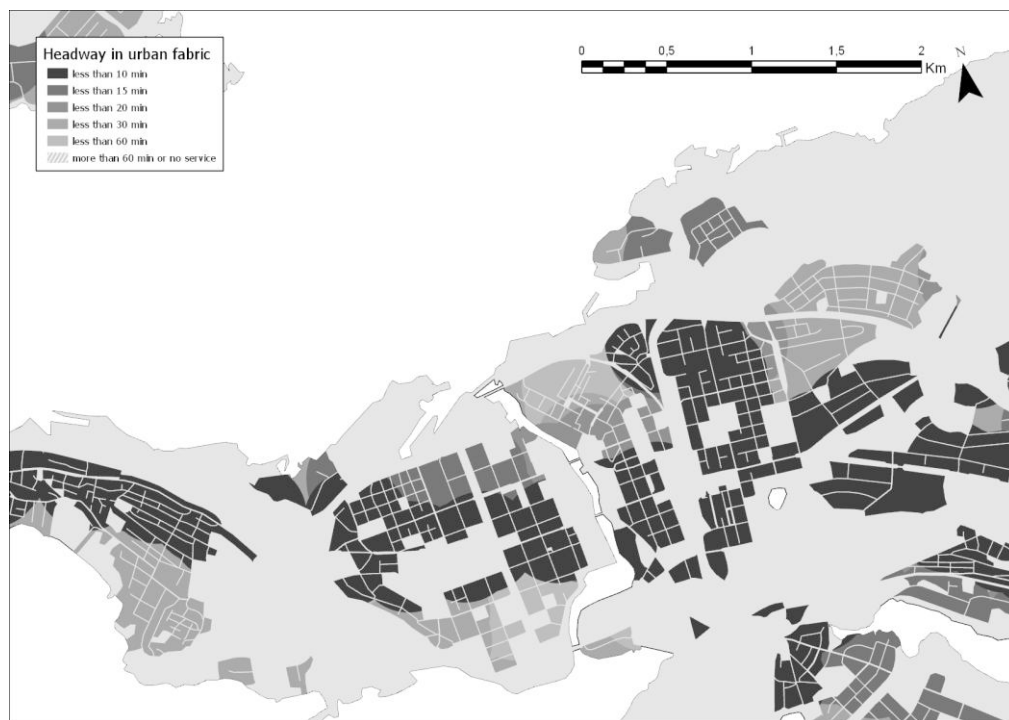 Headway in urban fabric
less than 10 min
less than 15 min
less than 20 min
less than 30 min
less than 60 min
more than 60 min or no service
0 0,5 1 1,5 2
Km
N